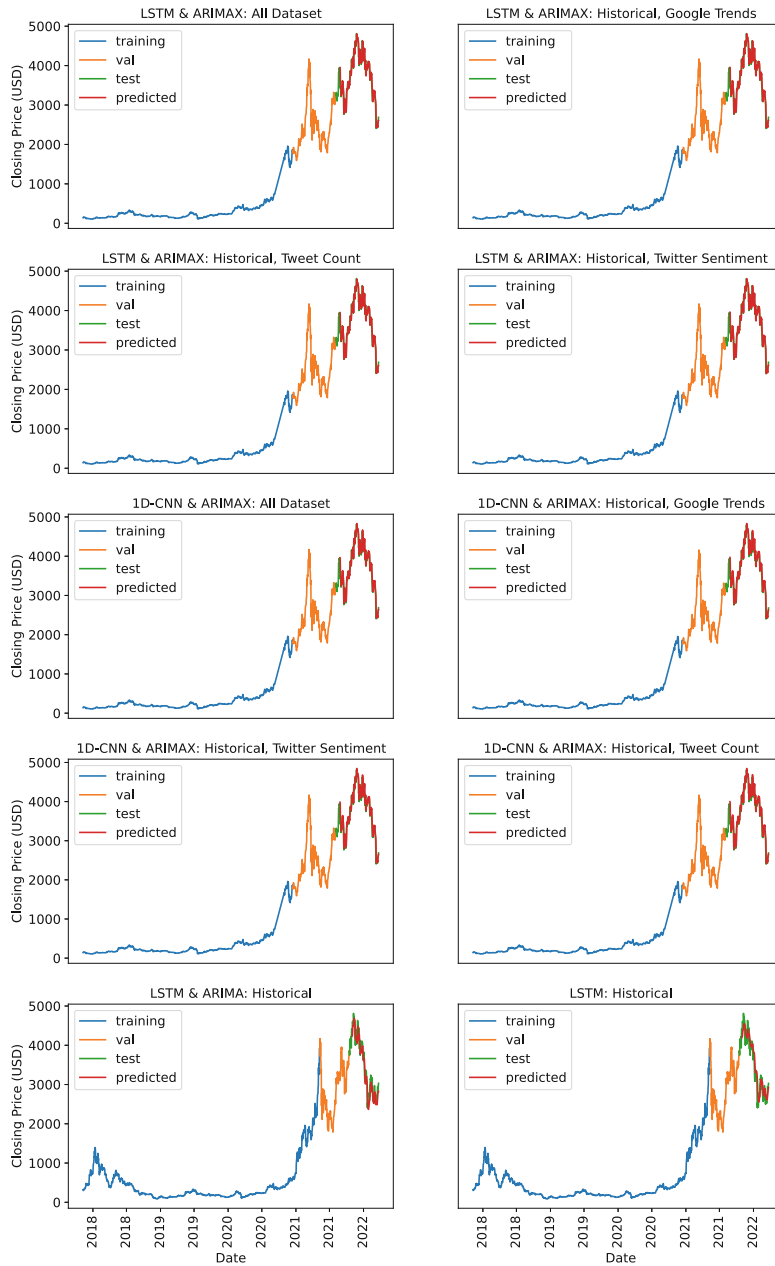 LSTM & ARIMAX: All Dataset
5000
4000
3000
2000
1000
0
Closing Price (USD)
training
val
test
predicted
LSTM & ARIMAX: Historical, Google Trends
training
val
test
predicted
LSTM & ARIMAX: Historical, Tweet Count
5000
4000
3000
2000
1000
0
Closing Price (USD)
training
val
test
predicted
LSTM & ARIMAX: Historical, Twitter Sentiment
training
val
test
predicted
1D-CNN & ARIMAX: All Dataset
5000
4000
3000
2000
1000
0
Closing Price (USD)
training
val
test
predicted
1D-CNN & ARIMAX: Historical, Google Trends
training
val
test
predicted
1D-CNN & ARIMAX: Historical, Twitter Sentiment
5000
4000
3000
2000
1000
0
Closing Price (USD)
training
val
test
predicted
1D-CNN & ARIMAX: Historical, Tweet Count
training
val
test
predicted
LSTM & ARIMA: Historical
5000
4000
3000
2000
1000
0
Closing Price (USD)
training
val
test
predicted
2018
2018
2019
2019
2020
2020
2021
2021
2022
Date
LSTM: Historical
training
val
test
predicted
2018
2018
2019
2019
2020
2020
2021
2021
2022
Date